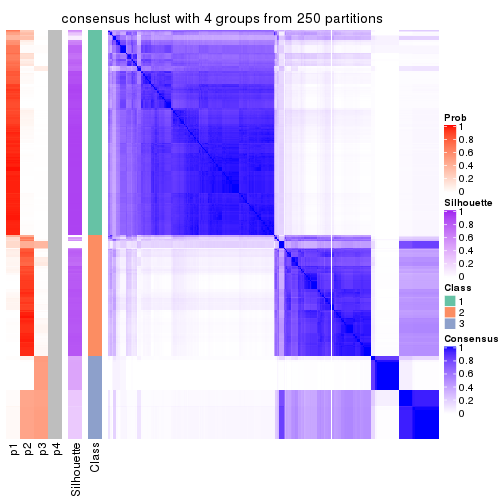 consensus hclust with 4 groups from 250 partitions
Prob
1
0.8
0.6
0.4
0.2
0
Silhouette
1
0.8
0.6
0.4
0.2
0
Class
1
2
3
Consensus
1
0.8
0.6
0.4
0.2
0
p1
p2
p3
p4
Silhouette
Class